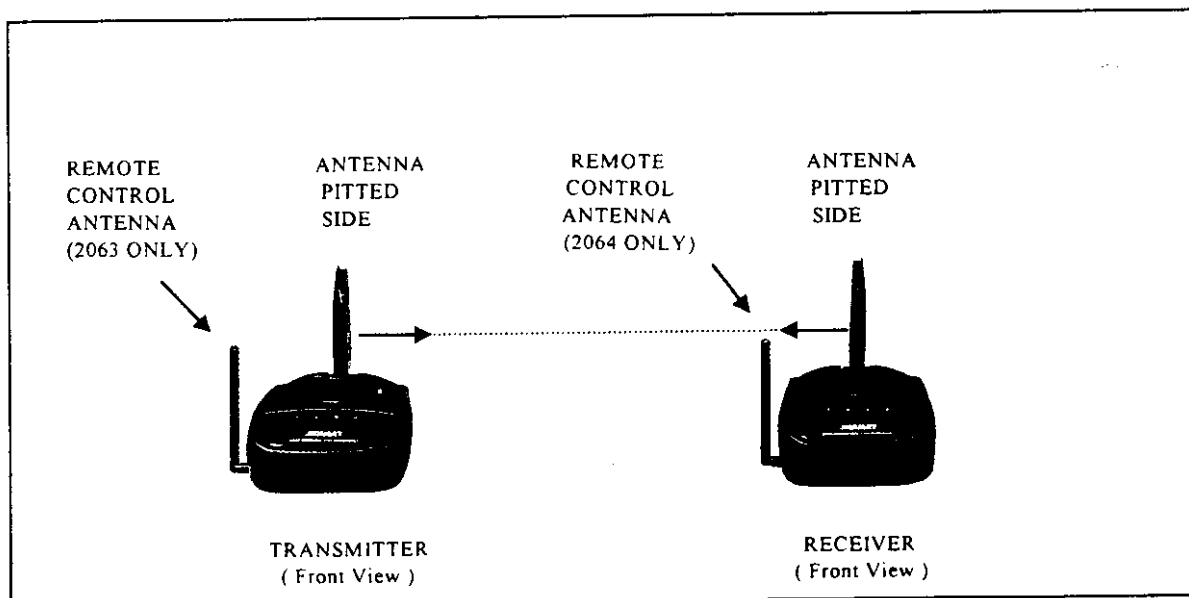 REMOTE
CONTROL
ANTENNA
(2063 ONLY)
ANTENNA
PITTED
SIDE
REMOTE
CONTROL
ANTENNA
(2064 ONLY)
ANTENNA
PITTED
SIDE
TRANSMITTER
( Front View )
RECEIVER
( Front View )